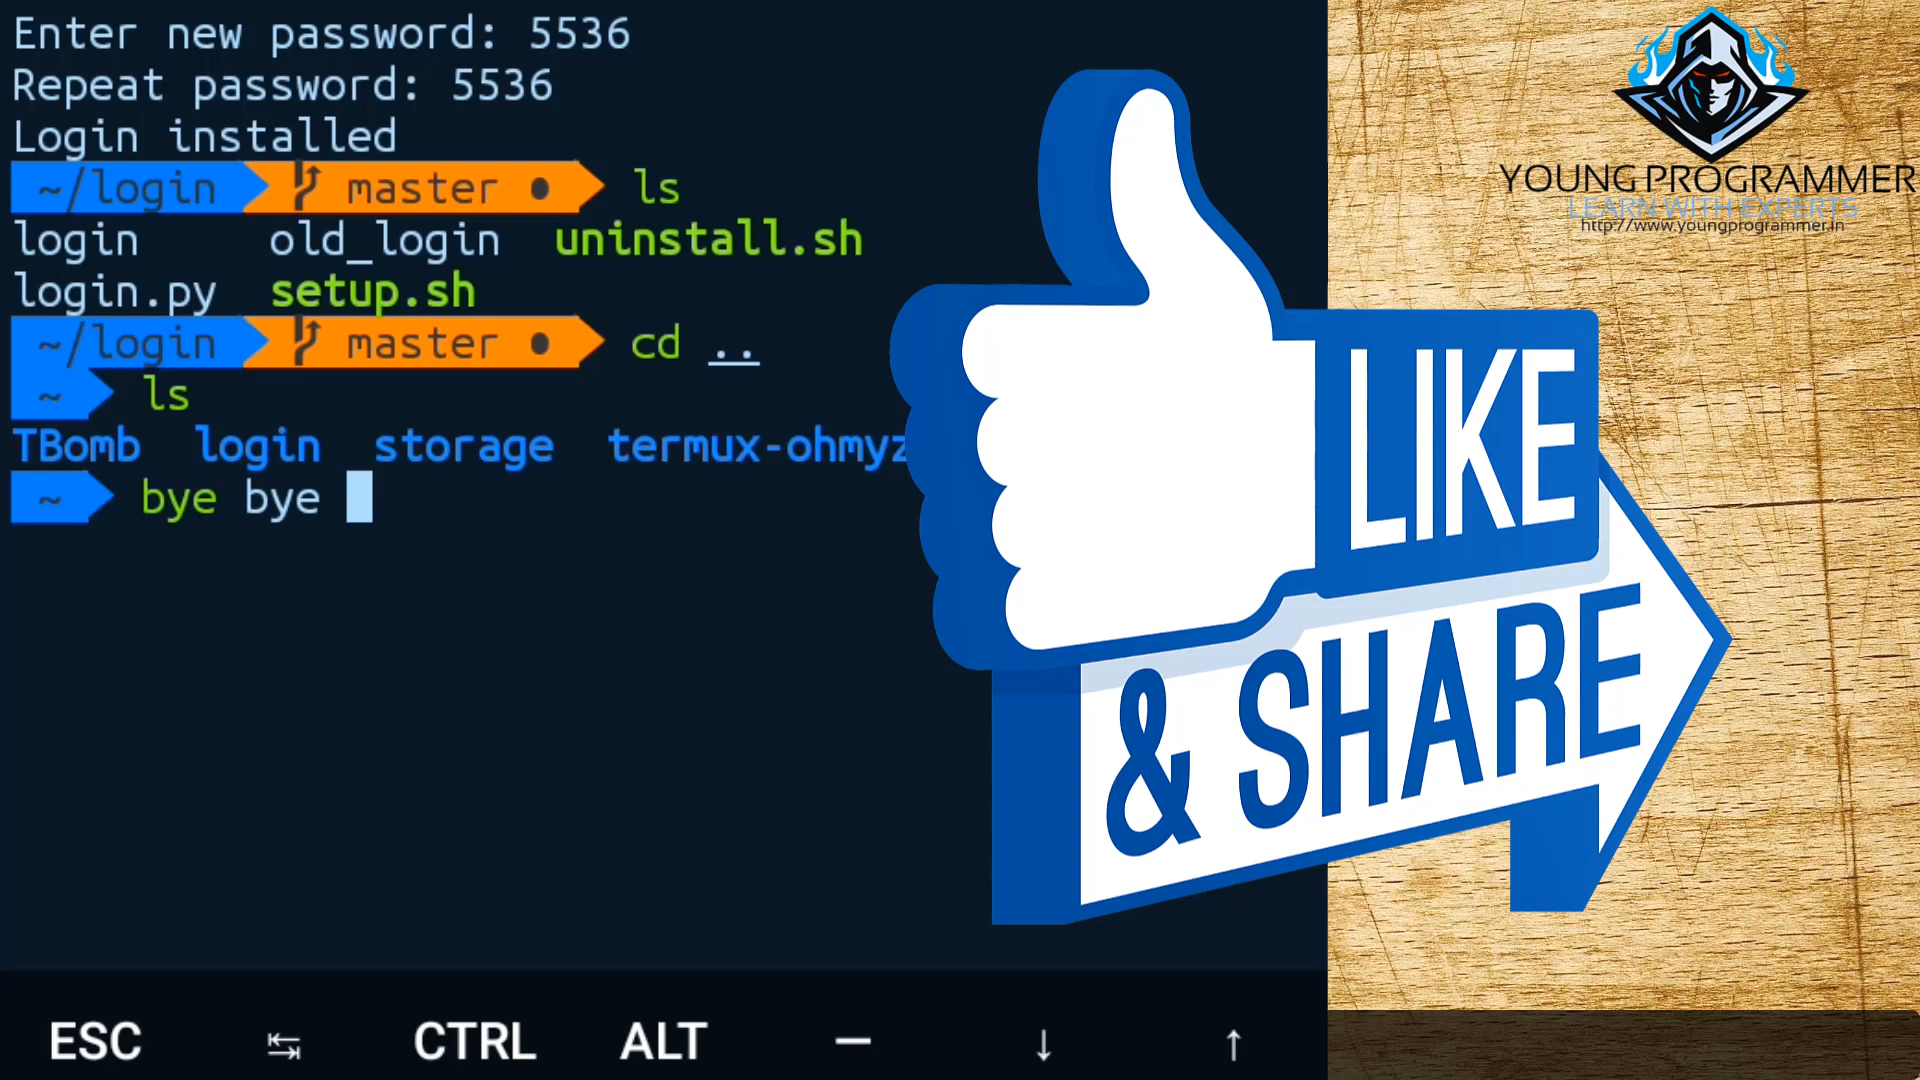 Enter new password: 5536
Repeat password: 5536
Login installed
~/login master ● ls
login old_login uninstall.sh
login.py setup.sh
~/login master ● cd ..
~ ls
TBomb login storage termux-ohmyz
~ bye bye
ESC ↹ CTRL ALT — ↓ ↑
LIKE
& SHARE
YOUNG PROGRAMMER
LEARN WITH EXPERTS
http://www.youngprogrammer.in